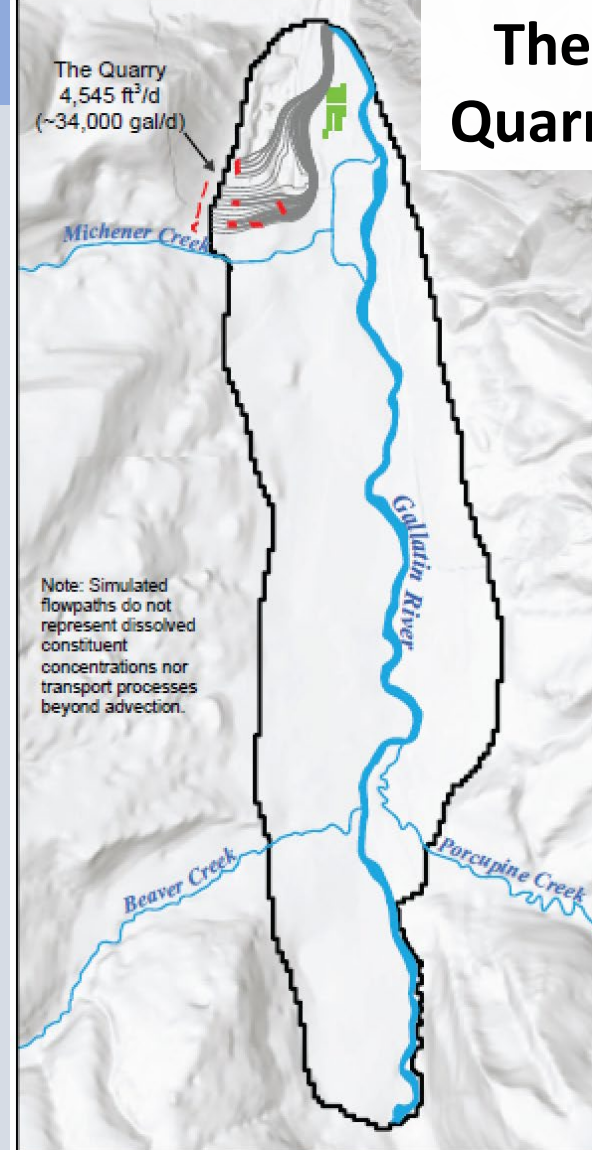 The
Quarr
The Quarry
4,545 ft³/d
(~34,000 gal/d)
Michener Creek
Gallatin River
Note: Simulated
flowpaths do not
represent dissolved
constituent
concentrations nor
transport processes
beyond advection.
Beaver Creek
Porcupine Creek